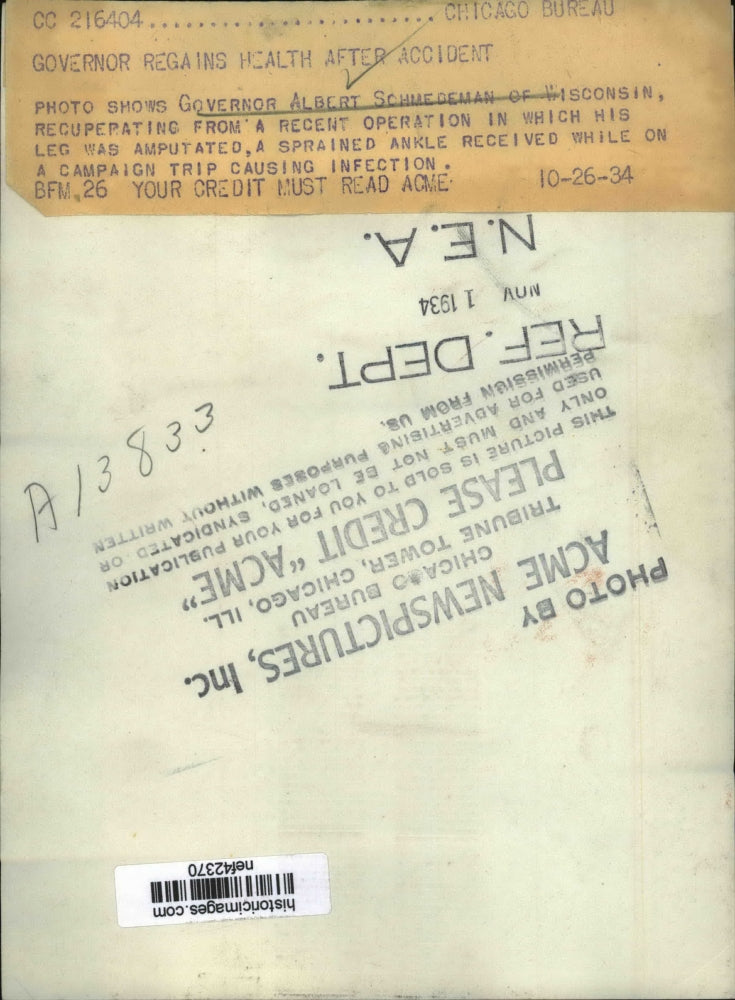 CC 216404........................ CHICAGO BUREAU
GOVERNOR REGAINS HEALTH AFTER ACCIDENT
PHOTO SHOWS GOVERNOR ALBERT SCHMEDEMAN OF WISCONSIN,
RECUPERATING FROM A RECENT OPERATION IN WHICH HIS
LEG WAS AMPUTATED, A SPRAINED ANKLE RECEIVED WHILE ON
A CAMPAIGN TRIP CAUSING INFECTION.
BFM 26 YOUR CREDIT MUST READ ACME 10-26-34
N.E.A.
NOV 1 1934
REF. DEPT.
A13833
PHOTO BY
ACME NEWSPICTURES, Inc.
CHICAGO BUREAU
TRIBUNE TOWER, CHICAGO, ILL.
PLEASE CREDIT "ACME"
THIS PICTURE IS SOLD TO YOU FOR YOUR PUBLICATION
ONLY AND MUST NOT BE LOANED, SYNDICATED OR
USED FOR ADVERTISING PURPOSES WITHOUT WRITTEN
PERMISSION FROM US.
historicimages.com
nef42370